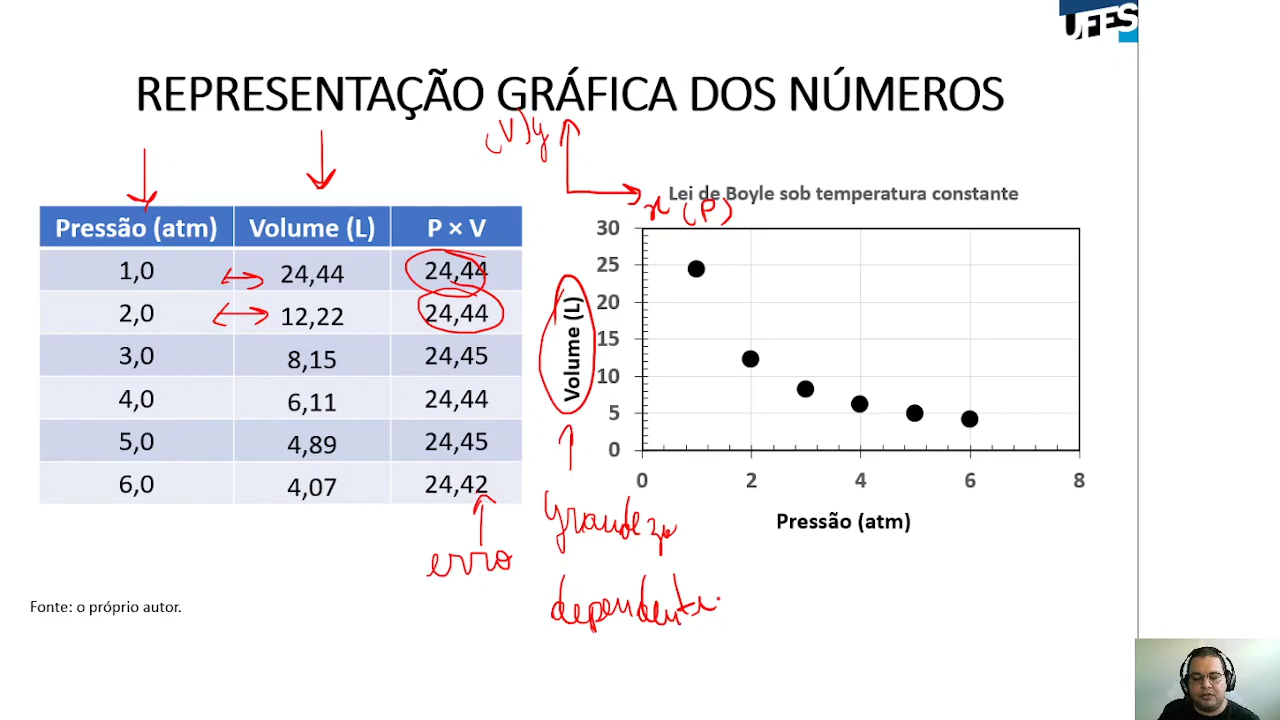 UFES
REPRESENTAÇÃO GRÁFICA DOS NÚMEROS
(V) y
x (P)
Pressão (atm) Volume (L) P × V
1,0 24,44 24,44
2,0 12,22 24,44
3,0 8,15 24,45
4,0 6,11 24,44
5,0 4,89 24,45
6,0 4,07 24,42
erro
Fonte: o próprio autor.
Lei de Boyle sob temperatura constante
Volume (L)
30
25
20
15
10
5
0
0 2 4 6 8
Pressão (atm)
grandeza
dependente